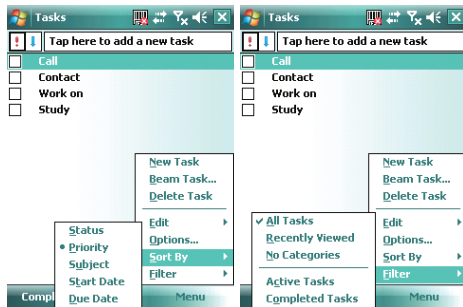 Tasks
Tap here to add a new task
Call
Contact
Work on
Study
New Task
Beam Task...
Delete Task
Edit
Options...
Sort By
Filter
Status
Priority
Subject
Start Date
Due Date
Compl
Menu
Tasks
Tap here to add a new task
Call
Contact
Work on
Study
New Task
Beam Task...
Delete Task
Edit
Options...
Sort By
Filter
All Tasks
Recently Viewed
No Categories
Active Tasks
Completed Tasks
Menu